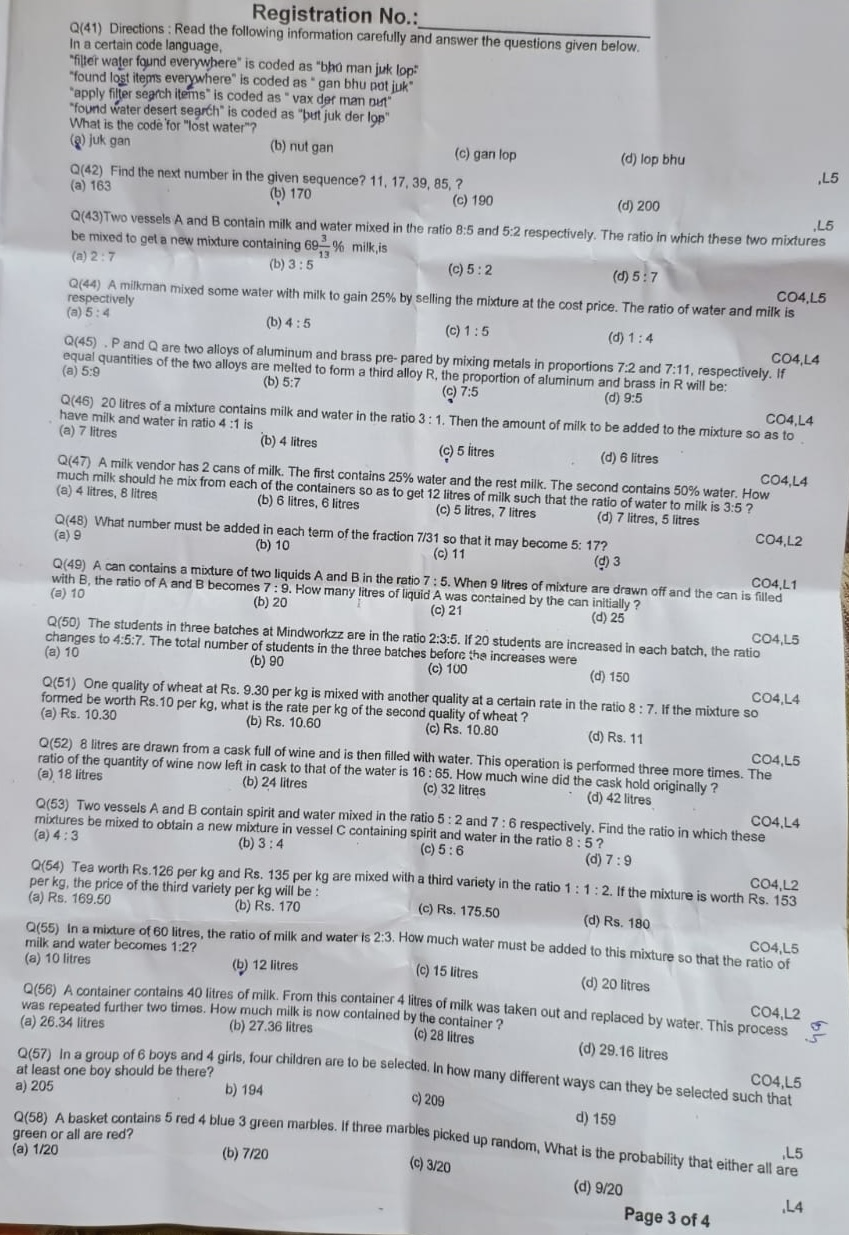 Registration No.:
Q(41) Directions : Read the following information carefully and answer the questions given below.
In a certain code language,
"filter water found everywhere" is coded as "bhu man juk lop"
"found lost items everywhere" is coded as " gan bhu nut juk"
"apply filter search items" is coded as " vax der man nut"
"found water desert search" is coded as "but juk der lop"
What is the code for "lost water"?
(a) juk gan (b) nut gan (c) gan lop (d) lop bhu
,L5
Q(42) Find the next number in the given sequence? 11, 17, 39, 85, ?
(a) 163 (b) 170 (c) 190 (d) 200
,L5
Q(43)Two vessels A and B contain milk and water mixed in the ratio 8:5 and 5:2 respectively. The ratio in which these two mixtures
be mixed to get a new mixture containing 69 3/13 % milk,is
(a) 2 : 7 (b) 3 : 5 (c) 5 : 2 (d) 5 : 7
CO4,L5
Q(44) A milkman mixed some water with milk to gain 25% by selling the mixture at the cost price. The ratio of water and milk is
respectively
(a) 5 : 4 (b) 4 : 5 (c) 1 : 5 (d) 1 : 4
CO4,L4
Q(45) . P and Q are two alloys of aluminum and brass pre- pared by mixing metals in proportions 7:2 and 7:11, respectively. If
equal quantities of the two alloys are melted to form a third alloy R, the proportion of aluminum and brass in R will be:
(a) 5:9 (b) 5:7 (c) 7:5 (d) 9:5
CO4,L4
Q(46) 20 litres of a mixture contains milk and water in the ratio 3 : 1. Then the amount of milk to be added to the mixture so as to
have milk and water in ratio 4 :1 is
(a) 7 litres (b) 4 litres (c) 5 litres (d) 6 litres
CO4,L4
Q(47) A milk vendor has 2 cans of milk. The first contains 25% water and the rest milk. The second contains 50% water. How
much milk should he mix from each of the containers so as to get 12 litres of milk such that the ratio of water to milk is 3:5 ?
(a) 4 litres, 8 litres (b) 6 litres, 6 litres (c) 5 litres, 7 litres (d) 7 litres, 5 litres
CO4,L2
Q(48) What number must be added in each term of the fraction 7/31 so that it may become 5: 17?
(a) 9 (b) 10 (c) 11 (d) 3
CO4,L1
Q(49) A can contains a mixture of two liquids A and B in the ratio 7 : 5. When 9 litres of mixture are drawn off and the can is filled
with B, the ratio of A and B becomes 7 : 9. How many litres of liquid A was contained by the can initially ?
(a) 10 (b) 20 (c) 21 (d) 25
CO4,L5
Q(50) The students in three batches at Mindworkzz are in the ratio 2:3:5. If 20 students are increased in each batch, the ratio
changes to 4:5:7. The total number of students in the three batches before the increases were
(a) 10 (b) 90 (c) 100 (d) 150
CO4,L4
Q(51) One quality of wheat at Rs. 9.30 per kg is mixed with another quality at a certain rate in the ratio 8 : 7. If the mixture so
formed be worth Rs.10 per kg, what is the rate per kg of the second quality of wheat ?
(a) Rs. 10.30 (b) Rs. 10.60 (c) Rs. 10.80 (d) Rs. 11
CO4,L5
Q(52) 8 litres are drawn from a cask full of wine and is then filled with water. This operation is performed three more times. The
ratio of the quantity of wine now left in cask to that of the water is 16 : 65. How much wine did the cask hold originally ?
(a) 18 litres (b) 24 litres (c) 32 litres (d) 42 litres
CO4,L4
Q(53) Two vessels A and B contain spirit and water mixed in the ratio 5 : 2 and 7 : 6 respectively. Find the ratio in which these
mixtures be mixed to obtain a new mixture in vessel C containing spirit and water in the ratio 8 : 5 ?
(a) 4 : 3 (b) 3 : 4 (c) 5 : 6 (d) 7 : 9
CO4,L2
Q(54) Tea worth Rs.126 per kg and Rs. 135 per kg are mixed with a third variety in the ratio 1 : 1 : 2. If the mixture is worth Rs. 153
per kg, the price of the third variety per kg will be :
(a) Rs. 169.50 (b) Rs. 170 (c) Rs. 175.50 (d) Rs. 180
CO4,L5
Q(55) In a mixture of 60 litres, the ratio of milk and water is 2:3. How much water must be added to this mixture so that the ratio of
milk and water becomes 1:2?
(a) 10 litres (b) 12 litres (c) 15 litres (d) 20 litres
CO4,L2
Q(56) A container contains 40 litres of milk. From this container 4 litres of milk was taken out and replaced by water. This process
was repeated further two times. How much milk is now contained by the container ?
(a) 26.34 litres (b) 27.36 litres (c) 28 litres (d) 29.16 litres
CO4,L5
Q(57) In a group of 6 boys and 4 girls, four children are to be selected. In how many different ways can they be selected such that
at least one boy should be there?
a) 205 b) 194 c) 209 d) 159
,L5
Q(58) A basket contains 5 red 4 blue 3 green marbles. If three marbles picked up random, What is the probability that either all are
green or all are red?
(a) 1/20 (b) 7/20 (c) 3/20 (d) 9/20
,L4
Page 3 of 4